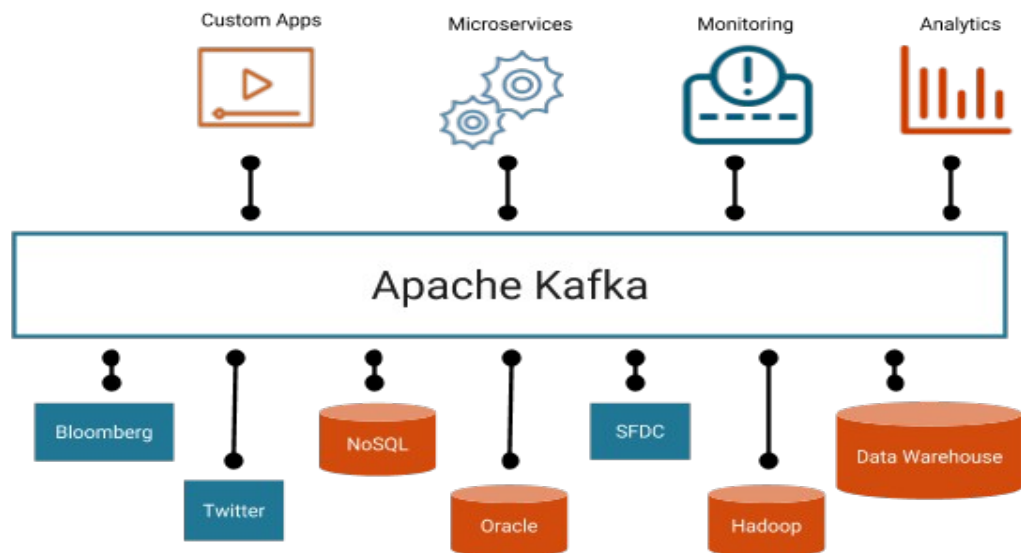 Custom Apps
Microservices
Monitoring
Analytics
Apache Kafka
Bloomberg
Twitter
NoSQL
Oracle
SFDC
Hadoop
Data Warehouse